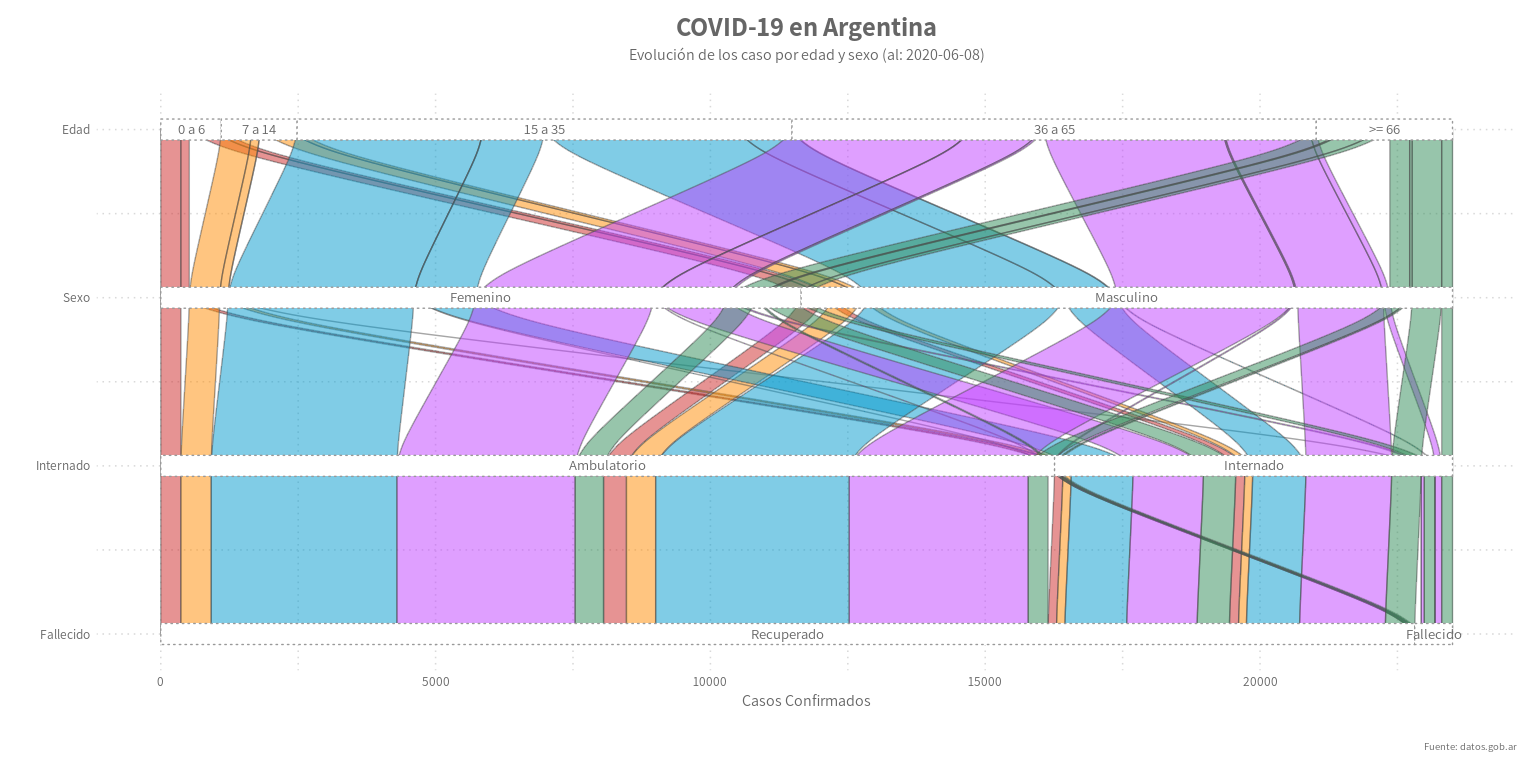 COVID-19 en Argentina
Evolución de los caso por edad y sexo (al: 2020-06-08)
Edad
0 a 6
7 a 14
15 a 35
36 a 65
>= 66
Sexo
Femenino
Masculino
Internado
Ambulatorio
Internado
Fallecido
Recuperado
Fallecido
0
5000
10000
15000
20000
Casos Confirmados
Fuente: datos.gob.ar